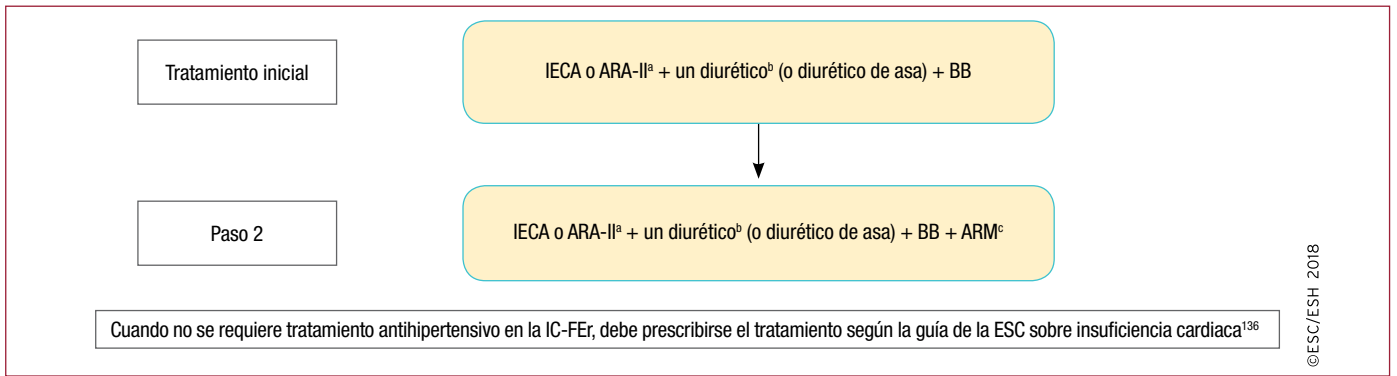 Tratamiento inicial
IECA o ARA-IIᵃ + un diuréticoᵇ (o diurético de asa) + BB
Paso 2
IECA o ARA-IIᵃ + un diuréticoᵇ (o diurético de asa) + BB + ARMᶜ
Cuando no se requiere tratamiento antihipertensivo en la IC-FEr, debe prescribirse el tratamiento según la guía de la ESC sobre insuficiencia cardiaca¹³⁶
©ESC/ESH 2018